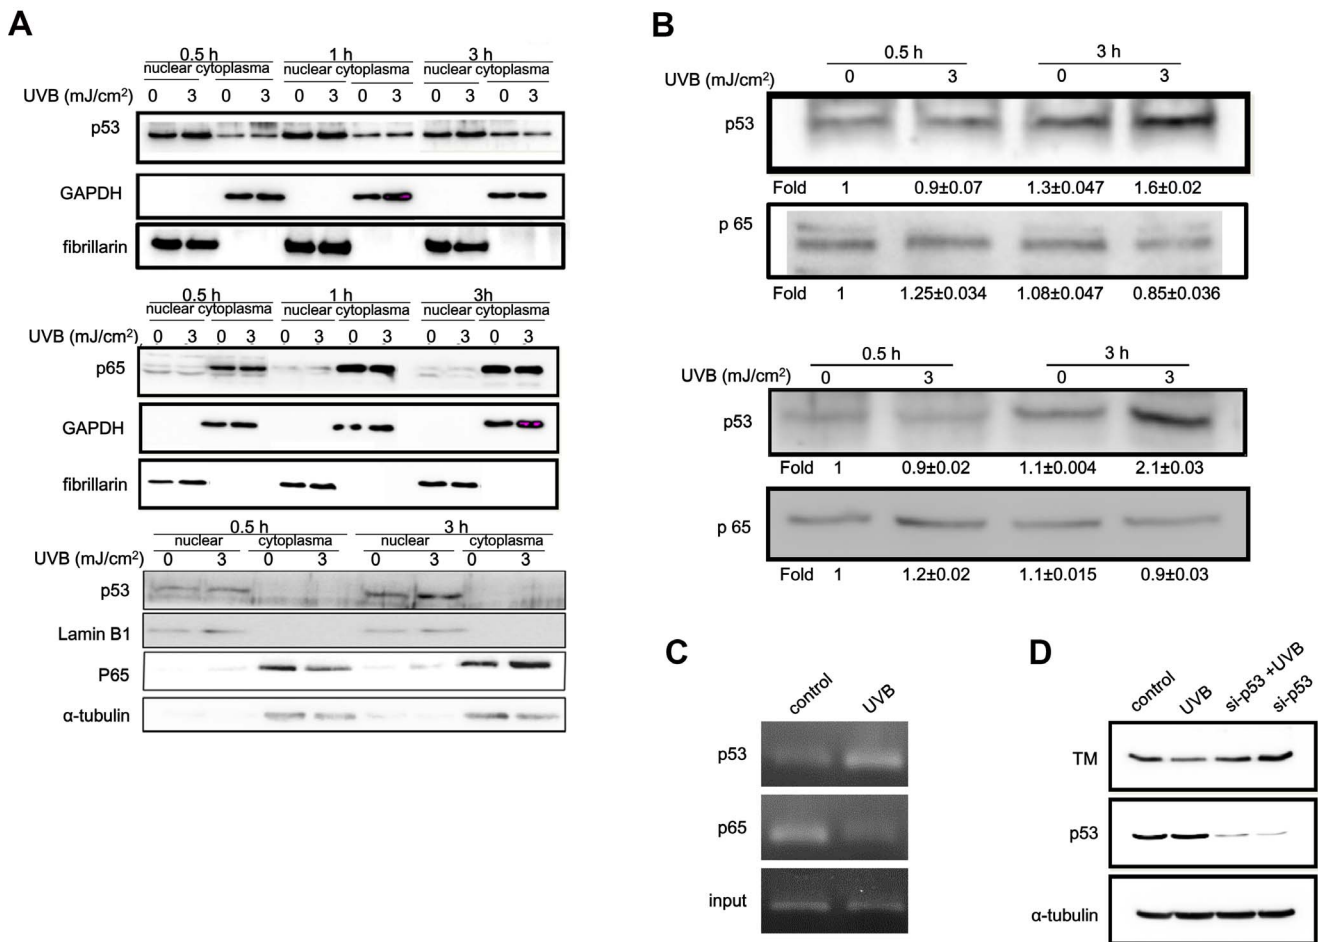 A
0.5 h 1 h 3 h
nuclear cytoplasma nuclear cytoplasma nuclear cytoplasma
UVB (mJ/cm²) 0 3 0 3 0 3 0 3 0 3 0 3
p53
GAPDH
fibrillarin
0.5 h 1 h 3h
nuclear cytoplasma nuclear cytoplasma nuclear cytoplasma
UVB (mJ/cm²) 0 3 0 3 0 3 0 3 0 3 0 3
p65
GAPDH
fibrillarin
0.5 h 3 h
nuclear cytoplasma nuclear cytoplasma
UVB (mJ/cm²) 0 3 0 3 0 3 0 3
p53
Lamin B1
P65
α-tubulin
B
0.5 h 3 h
UVB (mJ/cm²) 0 3 0 3
p53
Fold 1 0.9±0.07 1.3±0.047 1.6±0.02
p 65
Fold 1 1.25±0.034 1.08±0.047 0.85±0.036
0.5 h 3 h
UVB (mJ/cm²) 0 3 0 3
p53
Fold 1 0.9±0.02 1.1±0.004 2.1±0.03
p 65
Fold 1 1.2±0.02 1.1±0.015 0.9±0.03
C
control UVB
p53
p65
input
D
control UVB si-p53 +UVB si-p53
TM
p53
α-tubulin